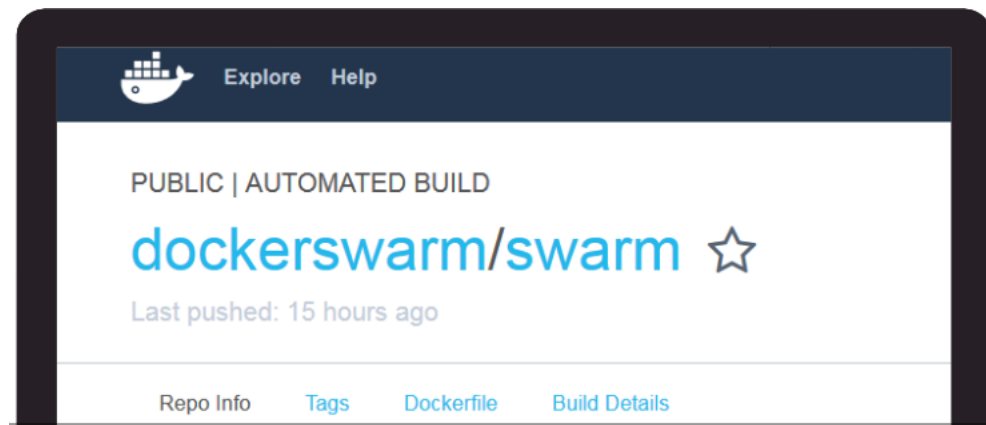 Explore Help
PUBLIC | AUTOMATED BUILD
dockerswarm/swarm
Last pushed: 15 hours ago
Repo Info Tags Dockerfile Build Details